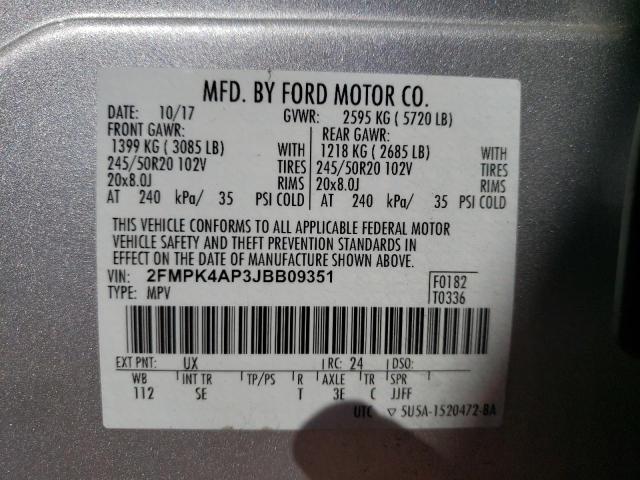 MFD. BY FORD MOTOR CO.
DATE: 10/17 GVWR: 2595 KG ( 5720 LB)
FRONT GAWR: REAR GAWR:
1399 KG ( 3085 LB) WITH 1218 KG ( 2685 LB) WITH
245/50R20 102V TIRES 245/50R20 102V TIRES
20x8.0J RIMS 20x8.0J RIMS
AT 240 kPa/ 35 PSI COLD AT 240 kPa/ 35 PSI COLD
THIS VEHICLE CONFORMS TO ALL APPLICABLE FEDERAL MOTOR
VEHICLE SAFETY AND THEFT PREVENTION STANDARDS IN
EFFECT ON THE DATE OF MANUFACTURE SHOWN ABOVE.
VIN: 2FMPK4AP3JBB09351 F0182
TYPE: MPV T0336
EXT PNT: UX RC: 24 DSO:
WB INT TR TP/PS R AXLE TR SPR
112 SE T 3E C JJFF
UTC ▽ 5U5A-1520472-BA